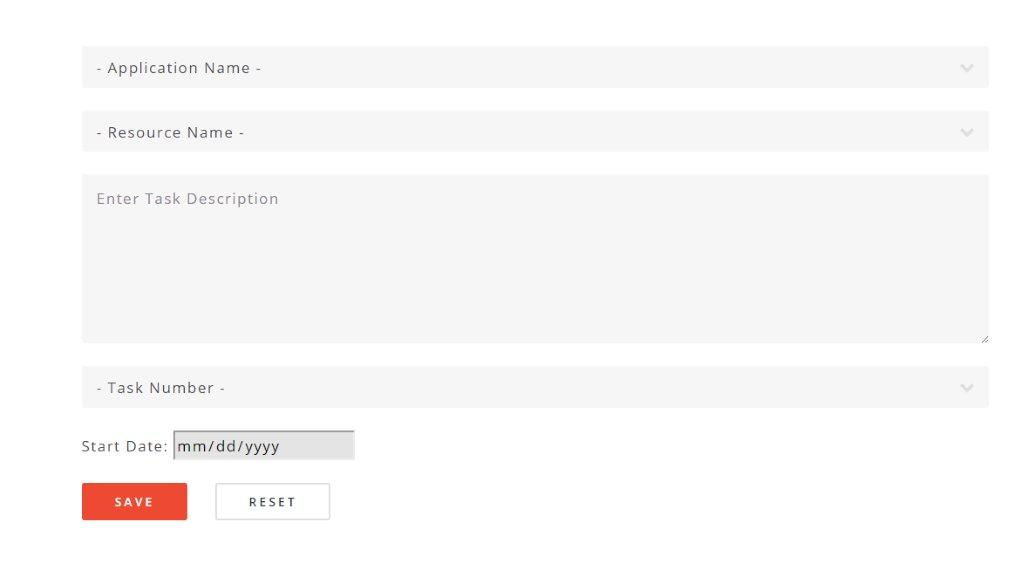 - Application Name -
- Resource Name -
Enter Task Description
- Task Number -
Start Date: mm/dd/yyyy
SAVE RESET